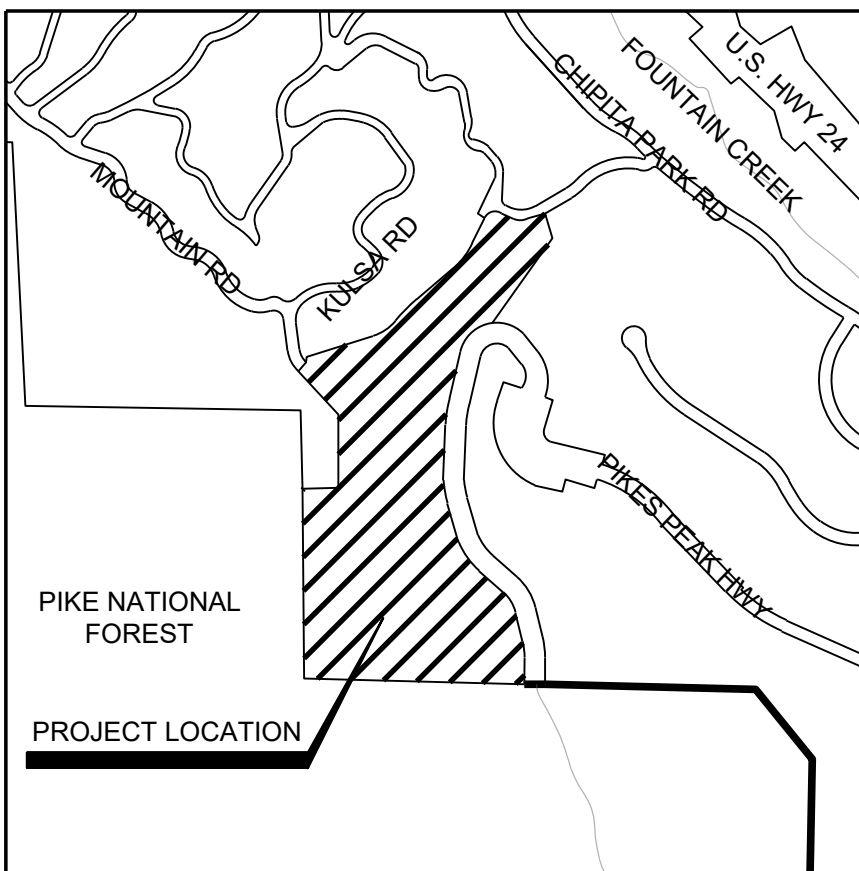 U.S. HWY 24
FOUNTAIN CREEK
CHIPITA PARK RD
MOUNTAIN RD
KULSA RD
PIKES PEAK HWY
PIKE NATIONAL
FOREST
PROJECT LOCATION